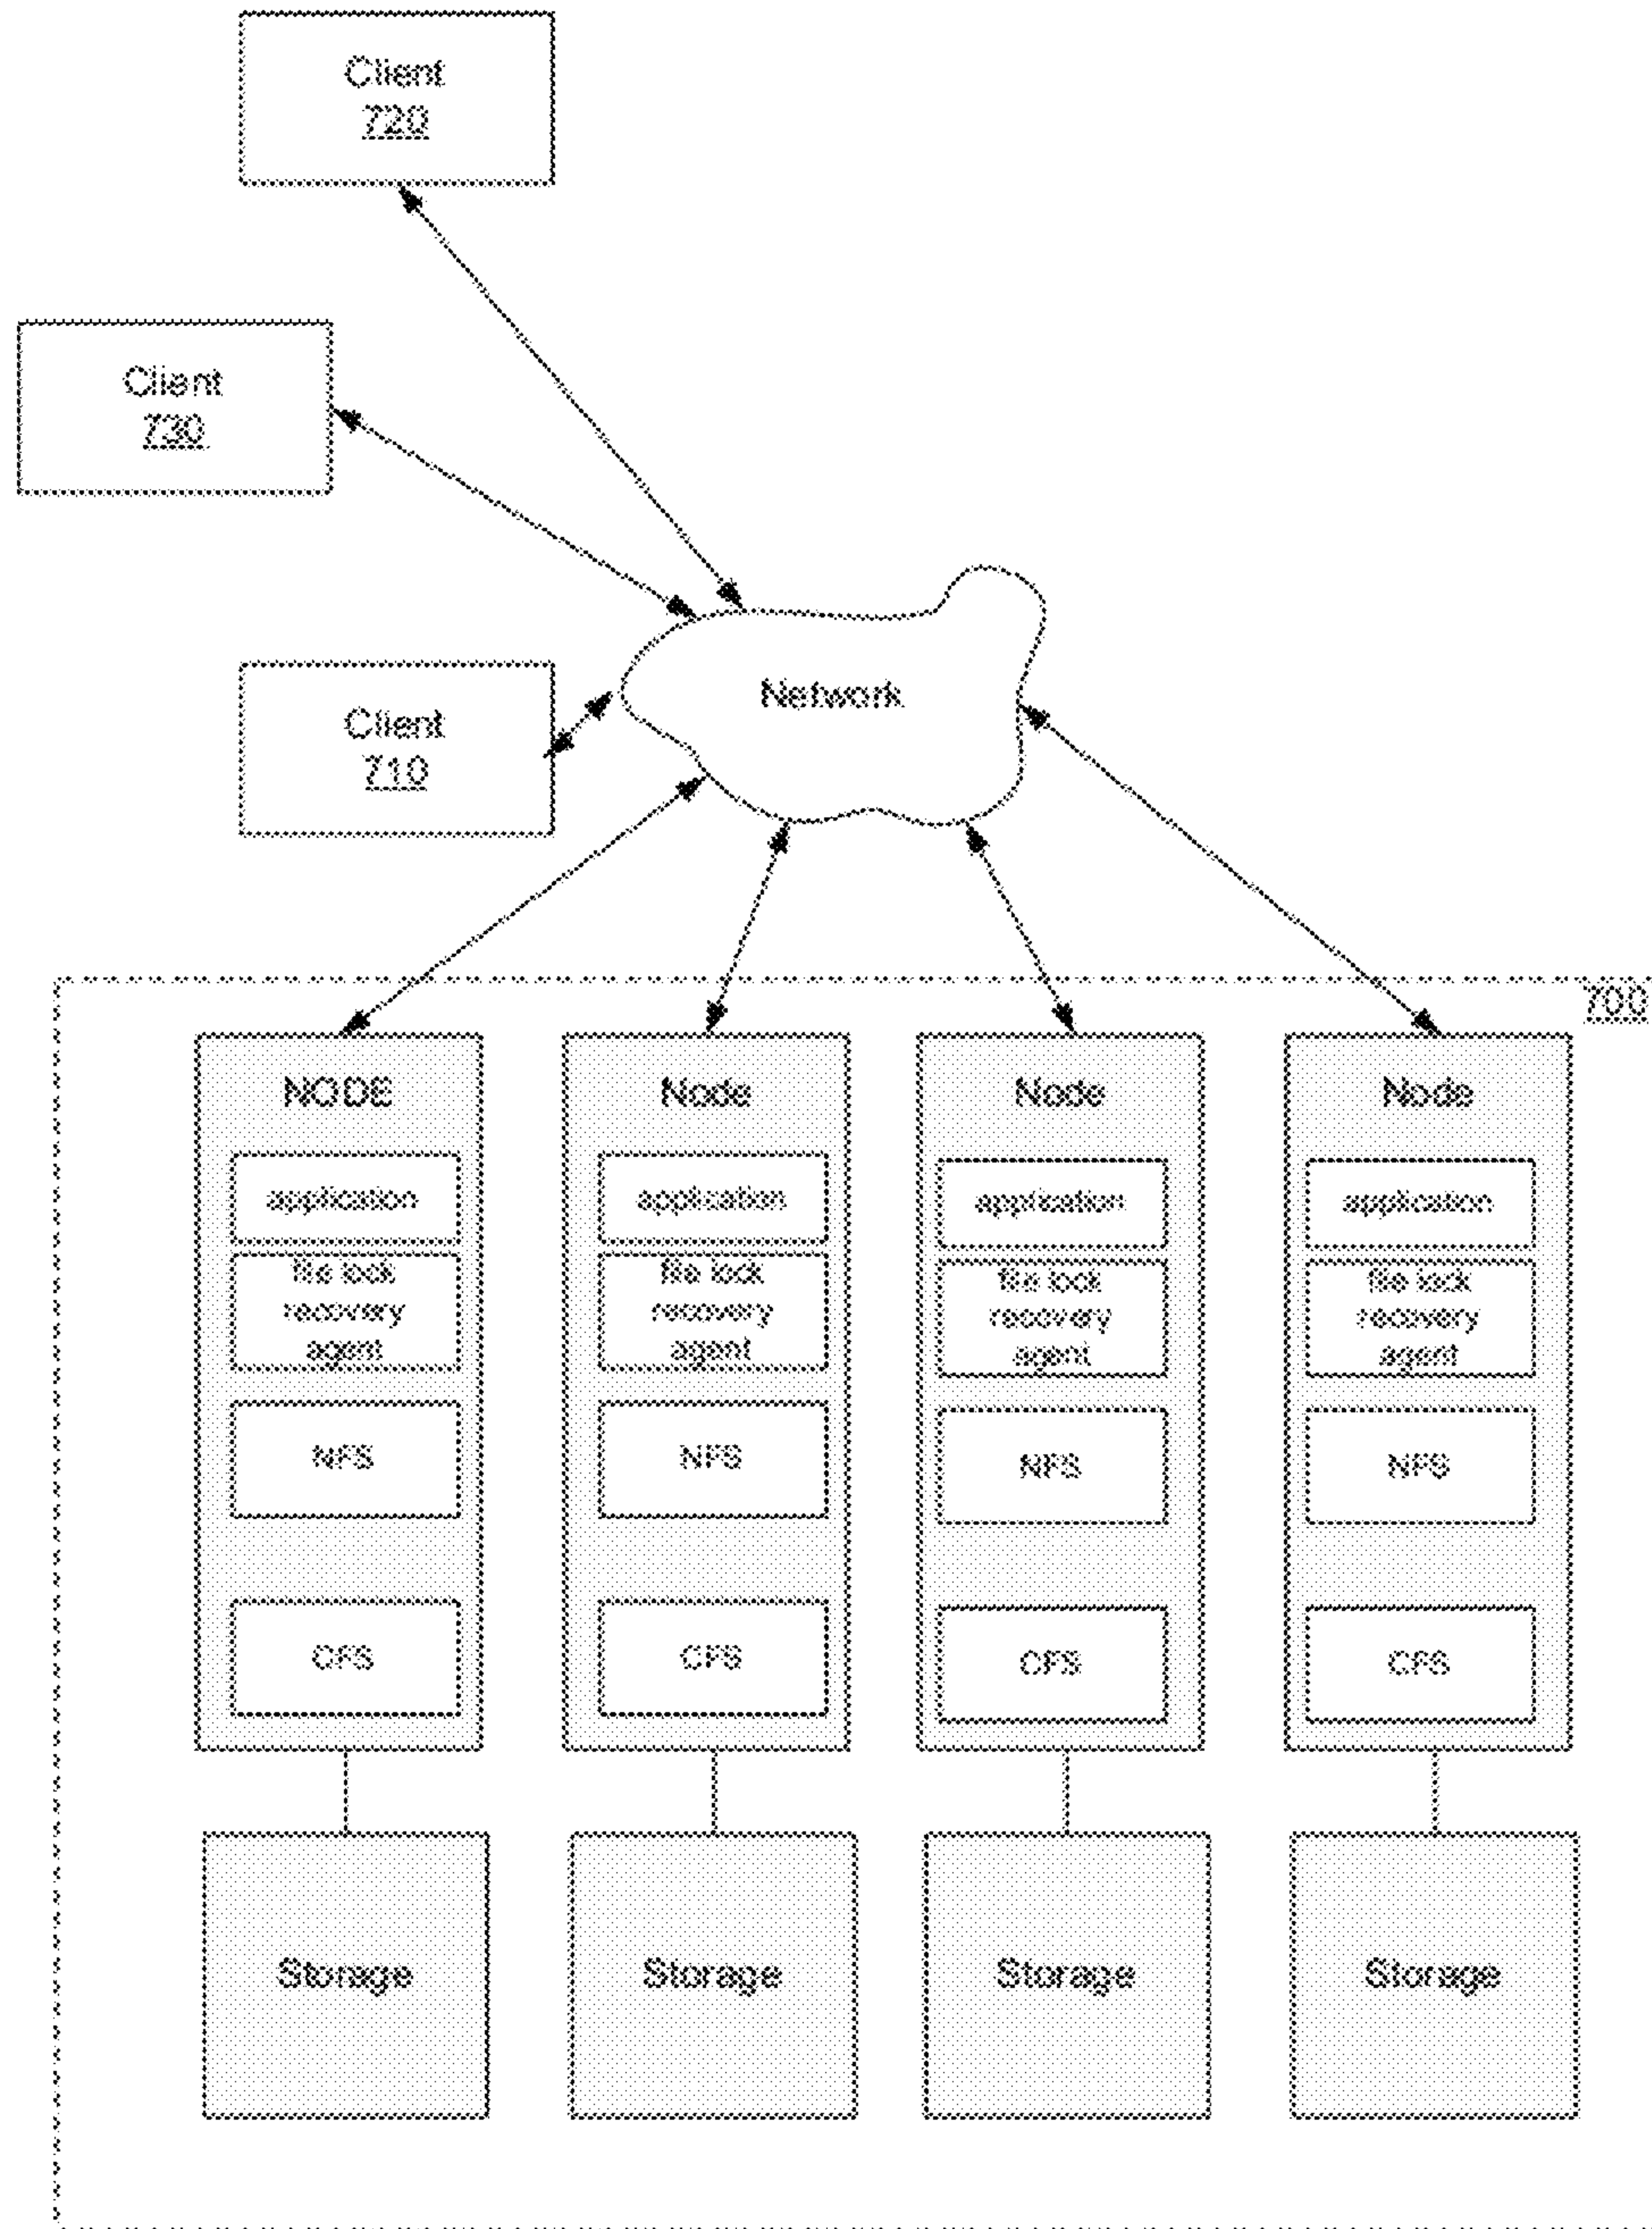 Client
720
Client
730
Network
Client
710
700
NODE
Node
Node
Node
application
application
application
application
file lock
recovery
agent
file lock
recovery
agent
file lock
recovery
agent
file lock
recovery
agent
NFS
NFS
NFS
NFS
CFS
CFS
CFS
CFS
Storage
Storage
Storage
Storage